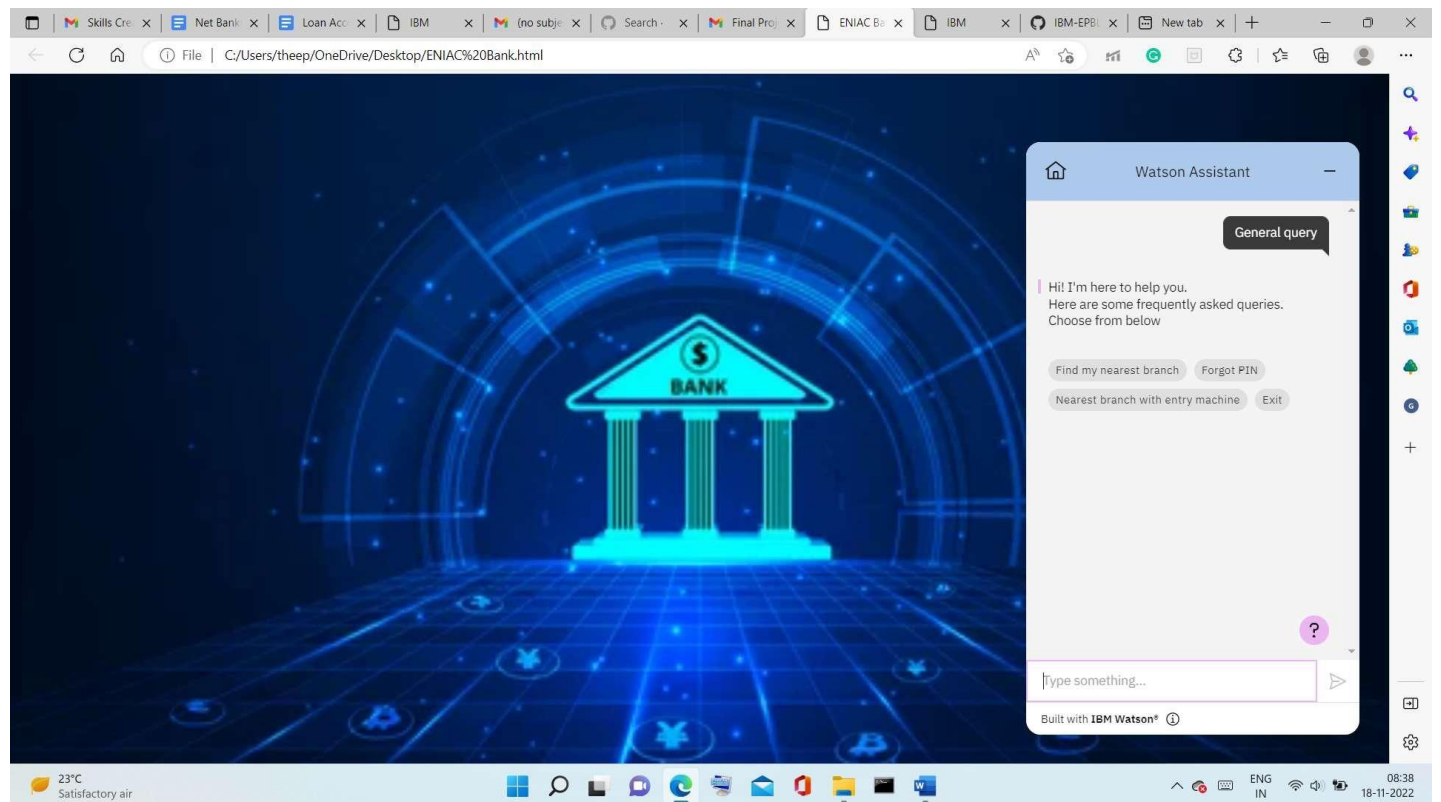 Skills Cre
Net Bank
Loan Acc
IBM
(no subje
Search ·
Final Proj
ENIAC Ba
IBM
IBM-EPB
New tab
File
C:/Users/theep/OneDrive/Desktop/ENIAC%20Bank.html
$
BANK
Watson Assistant
General query
Hi! I'm here to help you.
Here are some frequently asked queries.
Choose from below
Find my nearest branch
Forgot PIN
Nearest branch with entry machine
Exit
?
Type something...
Built with IBM Watson®
23°C
Satisfactory air
ENG
IN
08:38
18-11-2022